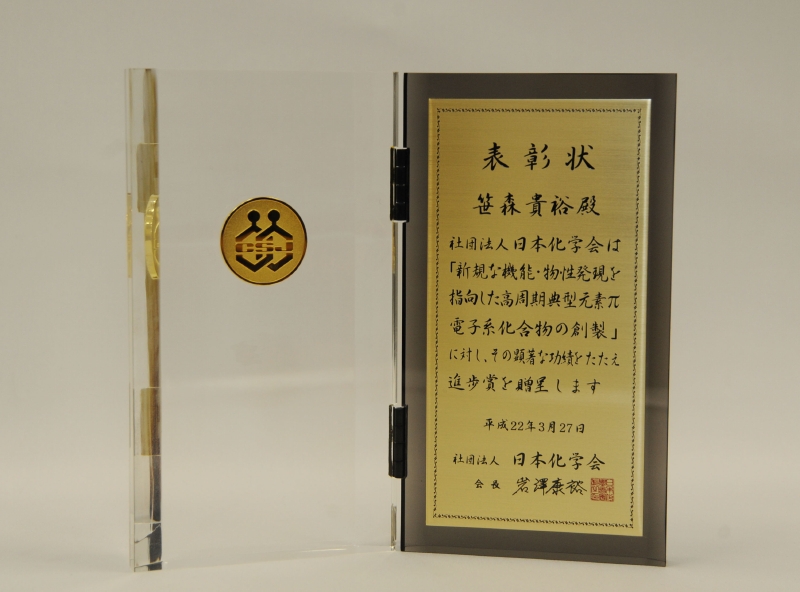 CSJ
表彰状
笹森貴裕殿
社団法人日本化学会は
「新規な機能・物性発現を
指向した高周期典型元素π
電子系化合物の創製」
に対し、その顕著な功績をたたえ
進歩賞を贈呈します
平成22年3月27日
社団法人 日本化学会
会長 岩澤康裕